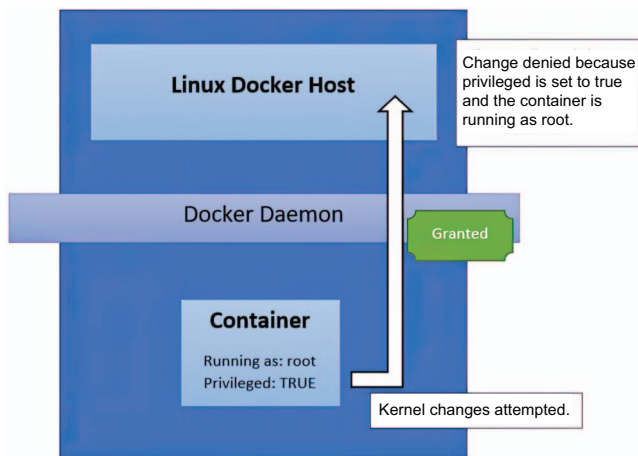 Linux Docker Host
Change denied because
privileged is set to true
and the container is
running as root.
Docker Daemon
Granted
Container
Running as: root
Privileged: TRUE
Kernel changes attempted.